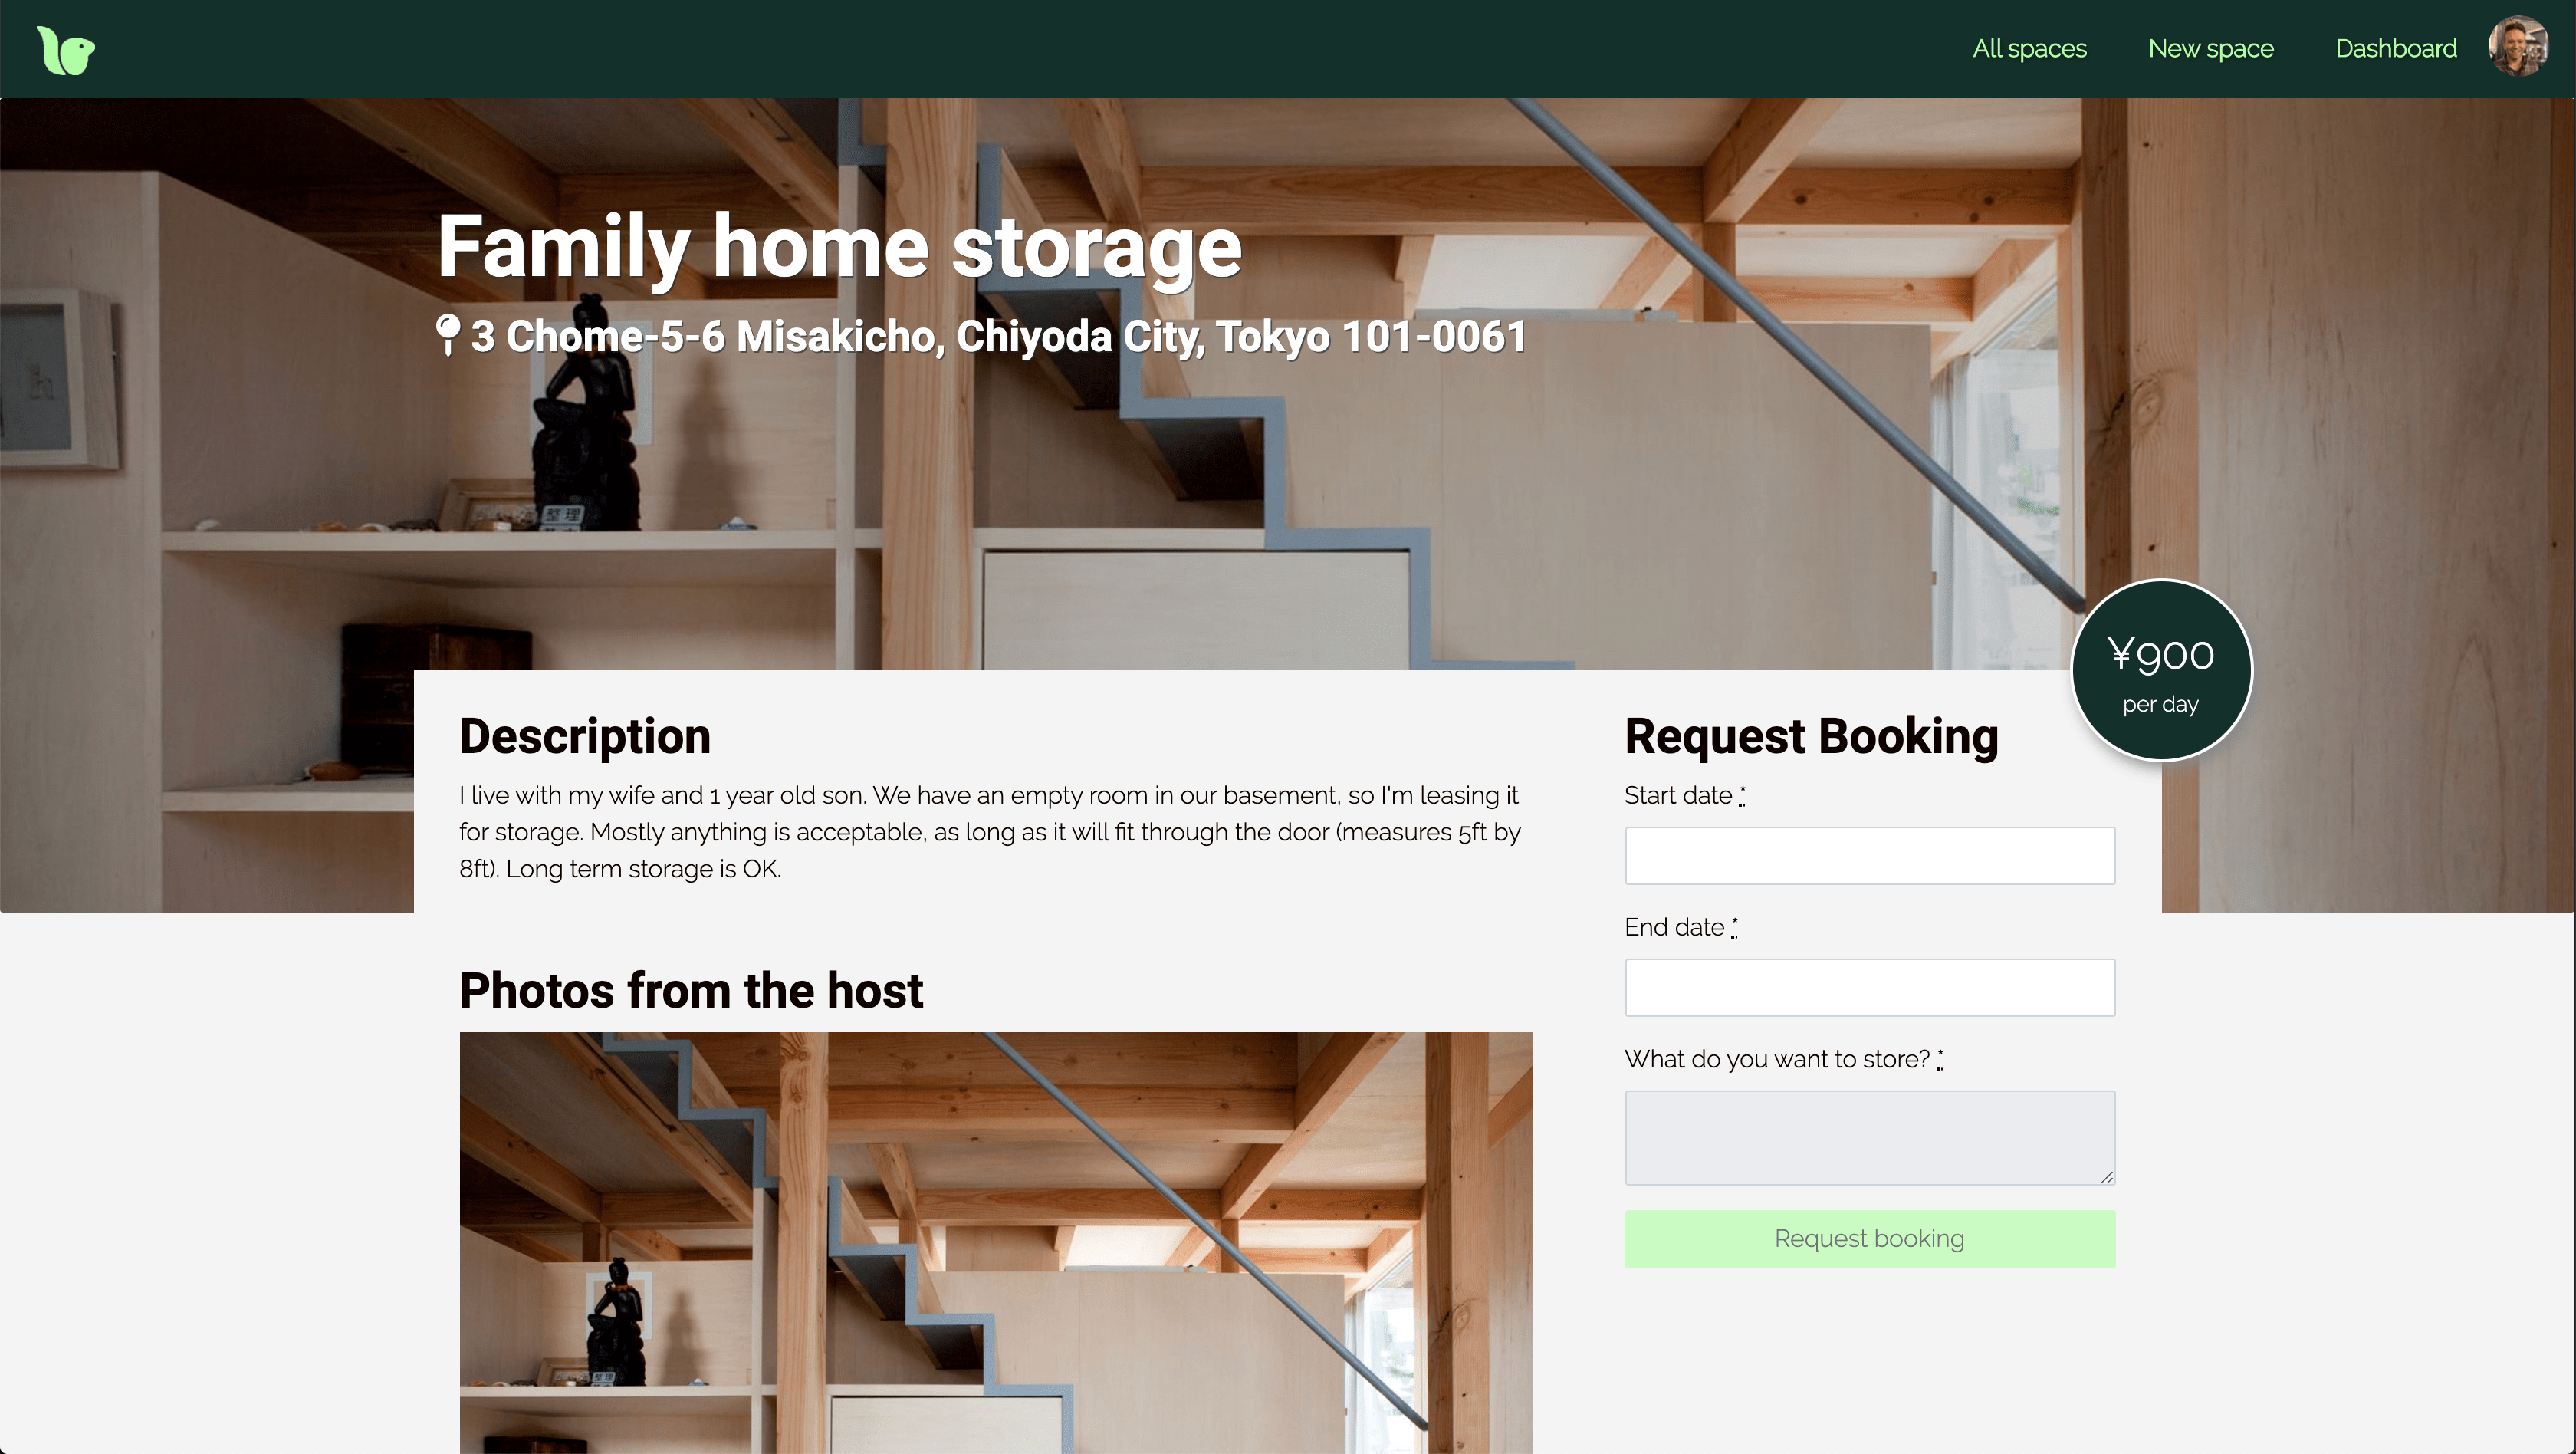 All spaces
New space
Dashboard
Family home storage
3 Chome-5-6 Misakicho, Chiyoda City, Tokyo 101-0061
¥900
per day
整理
Description
I live with my wife and 1 year old son. We have an empty room in our basement, so I'm leasing it
for storage. Mostly anything is acceptable, as long as it will fit through the door (measures 5ft by
8ft). Long term storage is OK.
Request Booking
Start date *
End date *
What do you want to store? *
Request booking
Photos from the host
整理